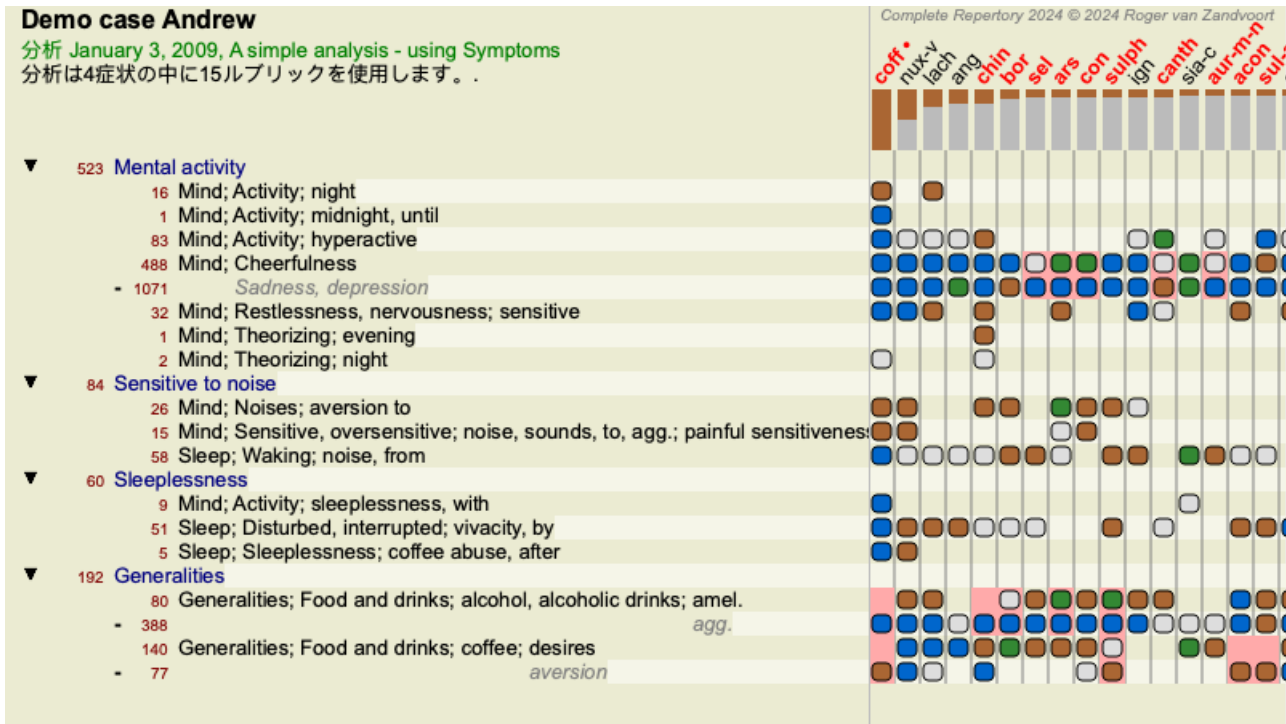 Demo case Andrew
Complete Repertory 2024 © 2024 Roger van Zandvoort
分析 January 3, 2009, A simple analysis - using Symptoms
分析は4症状の中に15ルブリックを使用します。.
coff • nux-v lach ang chin bor sel ars con sulph ign canth sia-c aur-m-n acon
▼ 523 Mental activity
16 Mind; Activity; night
1 Mind; Activity; midnight, until
83 Mind; Activity; hyperactive
488 Mind; Cheerfulness
- 1071 Sadness, depression
32 Mind; Restlessness, nervousness; sensitive
1 Mind; Theorizing; evening
2 Mind; Theorizing; night
▼ 84 Sensitive to noise
26 Mind; Noises; aversion to
15 Mind; Sensitive, oversensitive; noise, sounds, to, agg.; painful sensitiveness
58 Sleep; Waking; noise, from
▼ 60 Sleeplessness
9 Mind; Activity; sleeplessness, with
51 Sleep; Disturbed, interrupted; vivacity, by
5 Sleep; Sleeplessness; coffee abuse, after
▼ 192 Generalities
80 Generalities; Food and drinks; alcohol, alcoholic drinks; amel.
- 388 agg.
140 Generalities; Food and drinks; coffee; desires
- 77 aversion